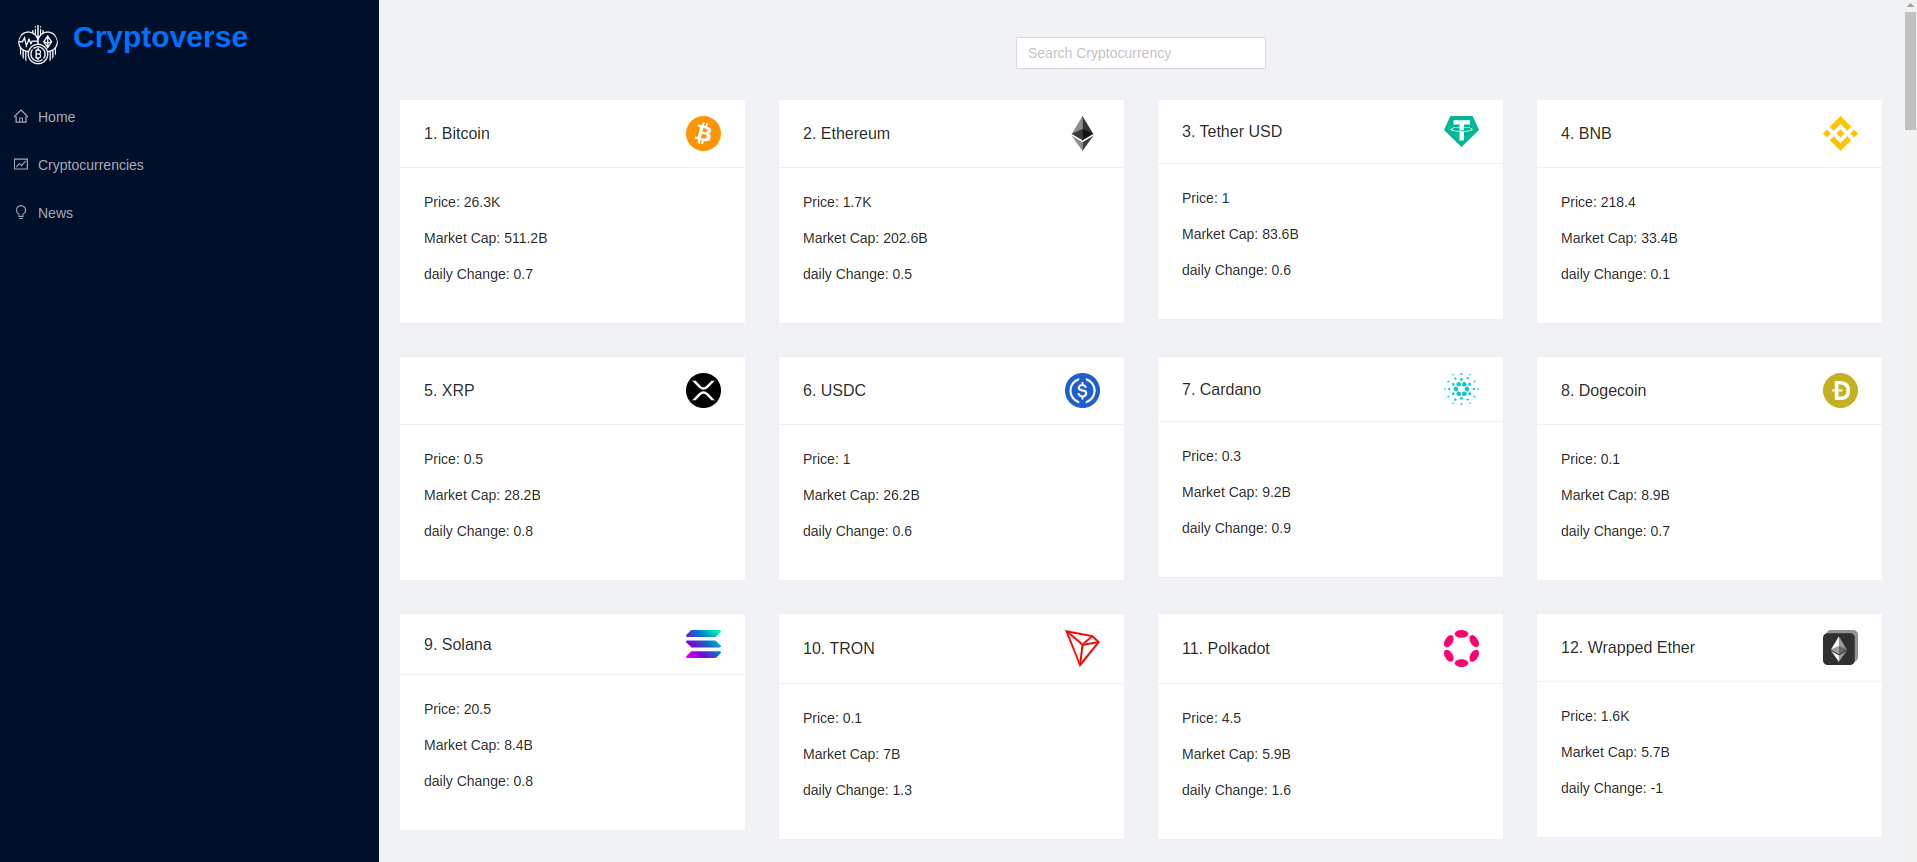 Cryptoverse
Home
Cryptocurrencies
News
Search Cryptocurrency
1. Bitcoin
Price: 26.3K
Market Cap: 511.2B
daily Change: 0.7
2. Ethereum
Price: 1.7K
Market Cap: 202.6B
daily Change: 0.5
3. Tether USD
Price: 1
Market Cap: 83.6B
daily Change: 0.6
4. BNB
Price: 218.4
Market Cap: 33.4B
daily Change: 0.1
5. XRP
Price: 0.5
Market Cap: 28.2B
daily Change: 0.8
6. USDC
Price: 1
Market Cap: 26.2B
daily Change: 0.6
7. Cardano
Price: 0.3
Market Cap: 9.2B
daily Change: 0.9
8. Dogecoin
Price: 0.1
Market Cap: 8.9B
daily Change: 0.7
9. Solana
Price: 20.5
Market Cap: 8.4B
daily Change: 0.8
10. TRON
Price: 0.1
Market Cap: 7B
daily Change: 1.3
11. Polkadot
Price: 4.5
Market Cap: 5.9B
daily Change: 1.6
12. Wrapped Ether
Price: 1.6K
Market Cap: 5.7B
daily Change: -1